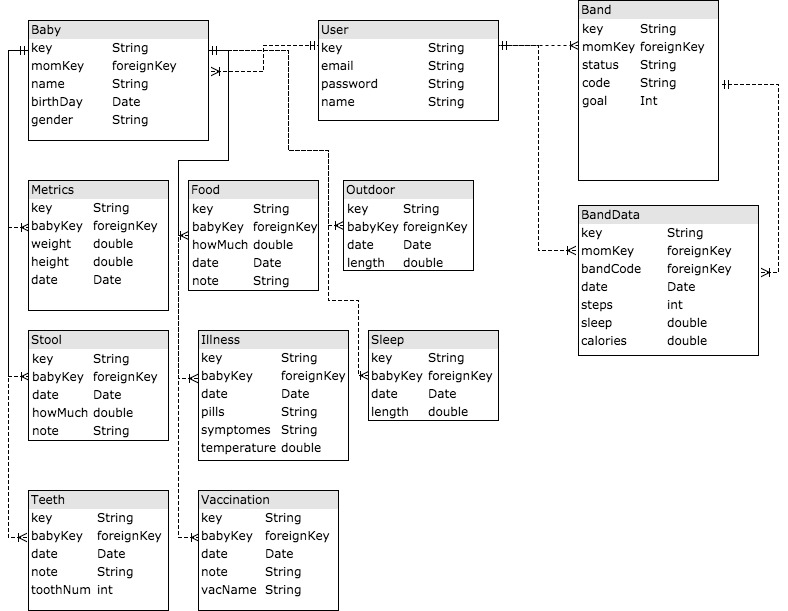 Baby
key String
momKey foreignKey
name String
birthDay Date
gender String
User
key String
email String
password String
name String
Band
key String
momKey foreignKey
status String
code String
goal Int
Metrics
key String
babyKey foreignKey
weight double
height double
date Date
Food
key String
babyKey foreignKey
howMuch double
date Date
note String
Outdoor
key String
babyKey foreignKey
date Date
length double
BandData
key String
momKey foreignKey
bandCode foreignKey
date Date
steps int
sleep double
calories double
Stool
key String
babyKey foreignKey
date Date
howMuch double
note String
Illness
key String
babyKey foreignKey
date Date
pills String
symptomes String
temperature double
Sleep
key String
babyKey foreignKey
date Date
length double
Teeth
key String
babyKey foreignKey
date Date
note String
toothNum int
Vaccination
key String
babyKey foreignKey
date Date
note String
vacName String